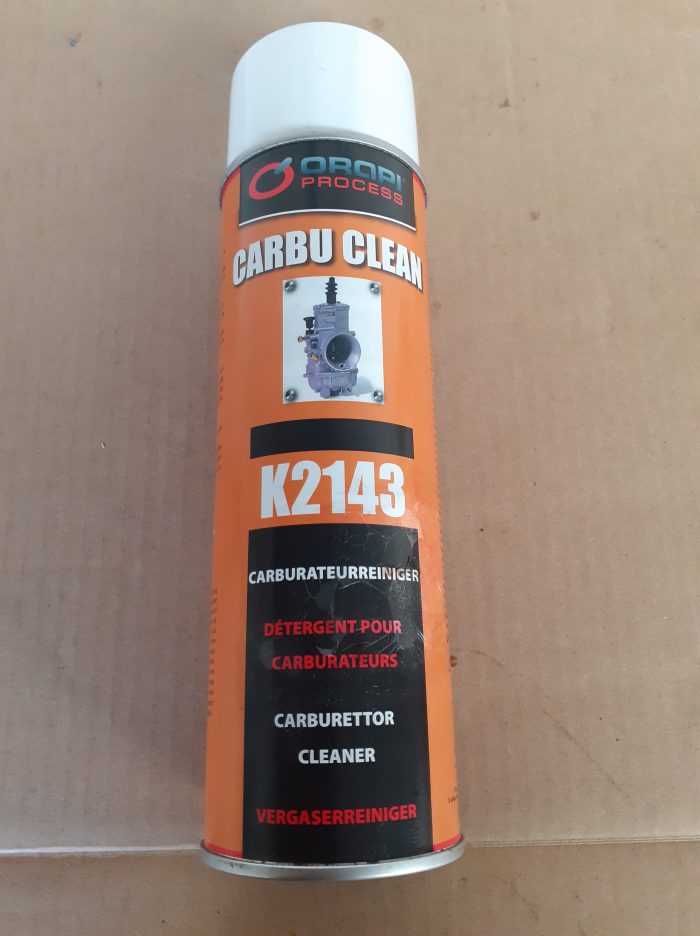 ORAPI
PROCESS
CARBU CLEAN
K2143
CARBURATEURREINIGER
DÉTERGENT POUR
CARBURATEURS
CARBURETTOR
CLEANER
VERGASERREINIGER